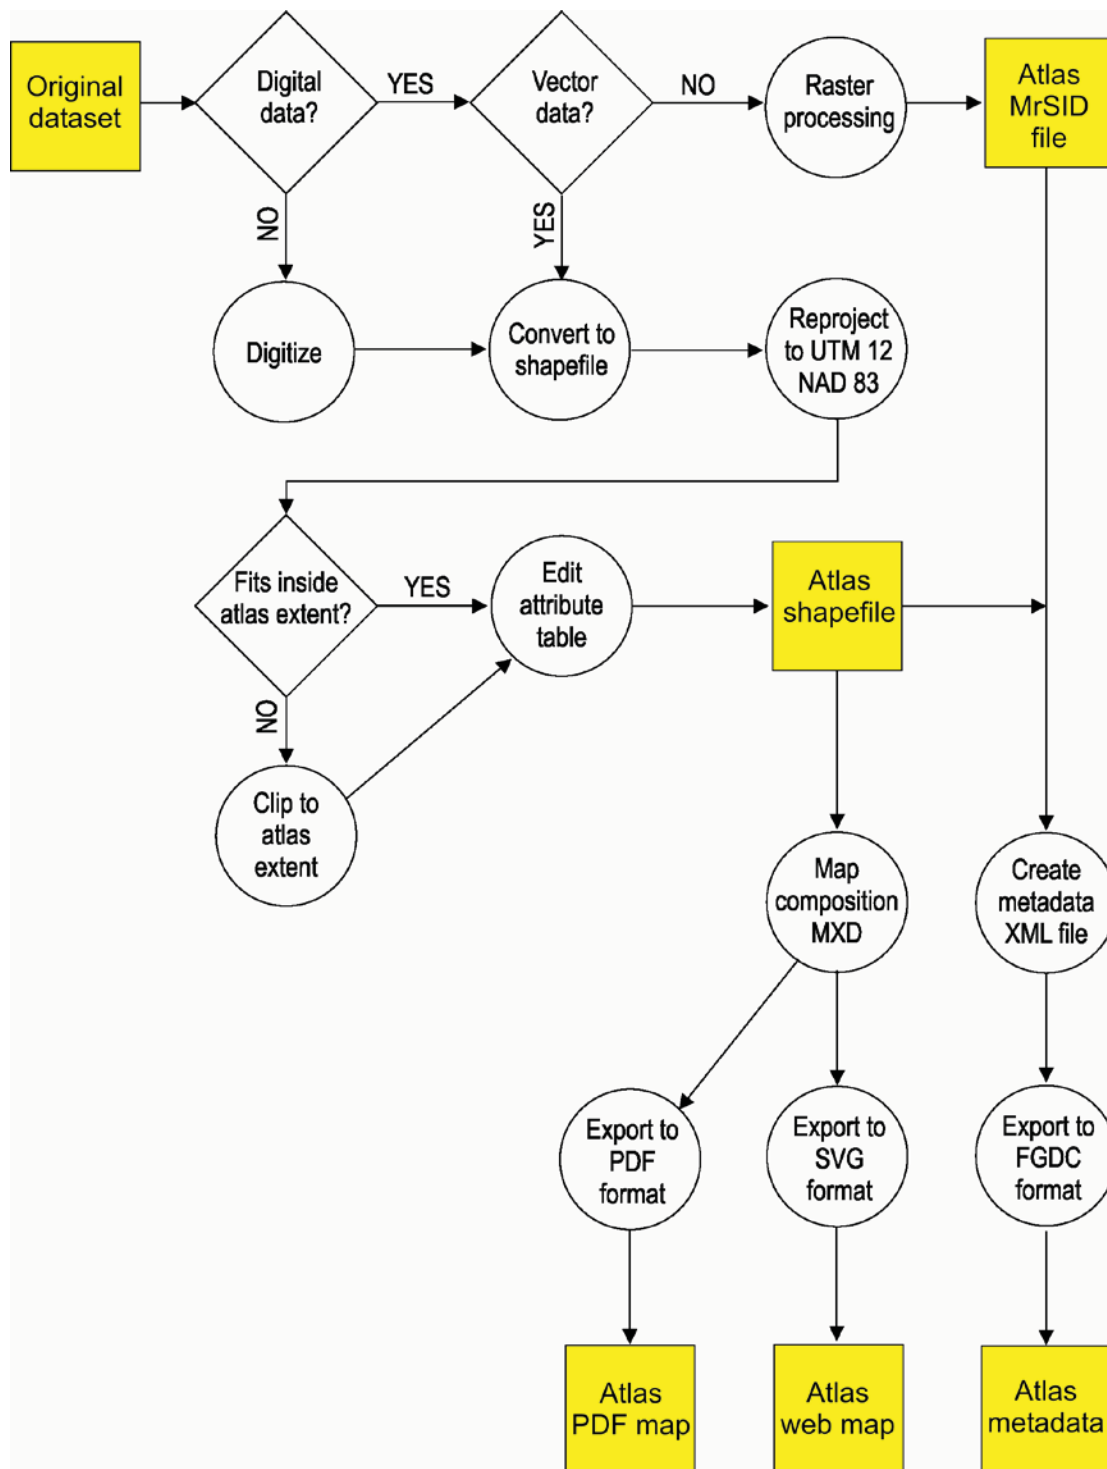 Original
dataset
Digital
data?
YES
Vector
data?
NO
Raster
processing
Atlas
MrSID
file
NO
YES
Digitize
Convert to
shapefile
Reproject
to UTM 12
NAD 83
Fits inside
atlas extent?
YES
Edit
attribute
table
Atlas
shapefile
NO
Clip to
atlas
extent
Map
composition
MXD
Create
metadata
XML file
Export to
PDF
format
Export to
SVG
format
Export to
FGDC
format
Atlas
PDF map
Atlas
web map
Atlas
metadata